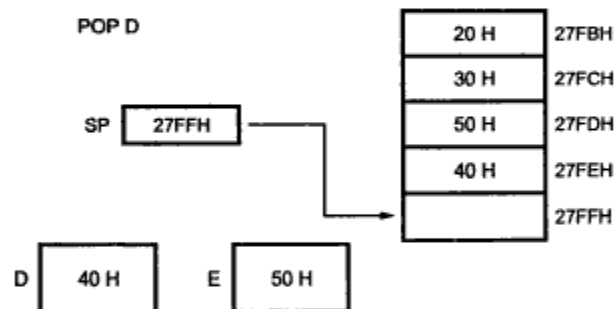 POP D
20 H 27FBH
30 H 27FCH
SP 27FFH 50 H 27FDH
40 H 27FEH
27FFH
D 40 H E 50 H